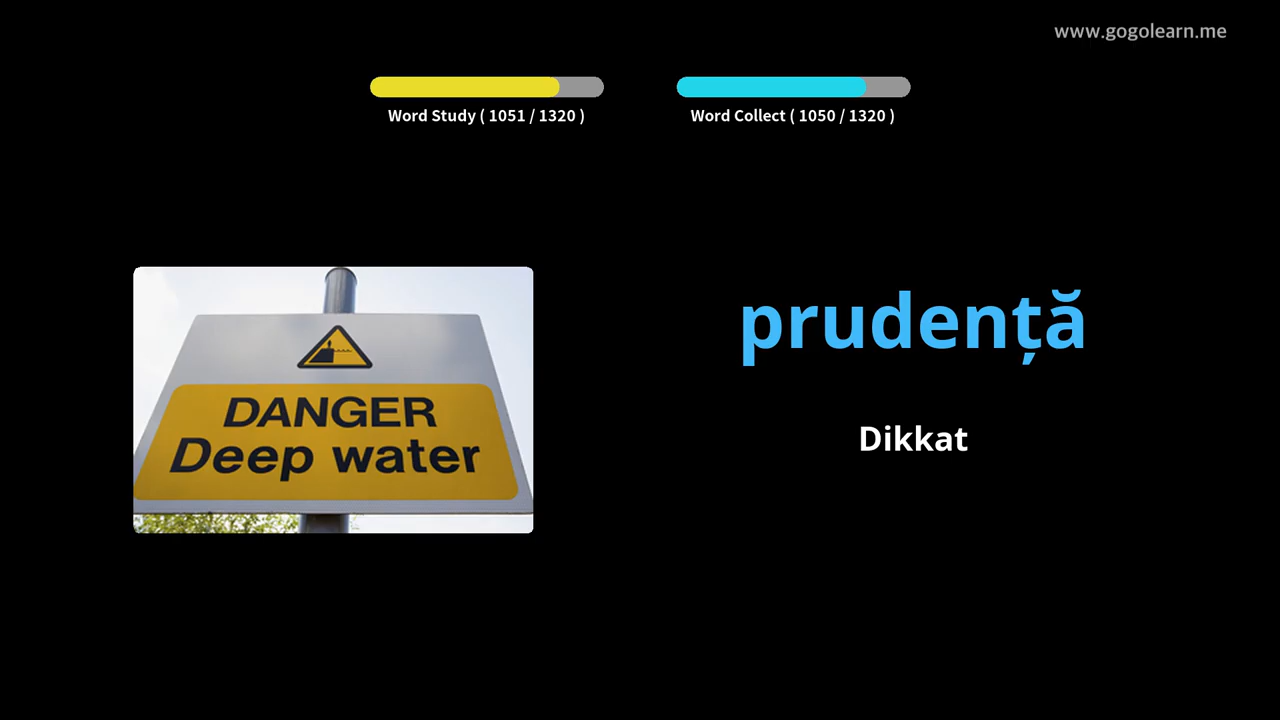 www.gogolearn.me
Word Study ( 1051 / 1320 )
Word Collect ( 1050 / 1320 )
DANGER
Deep water
prudență
Dikkat